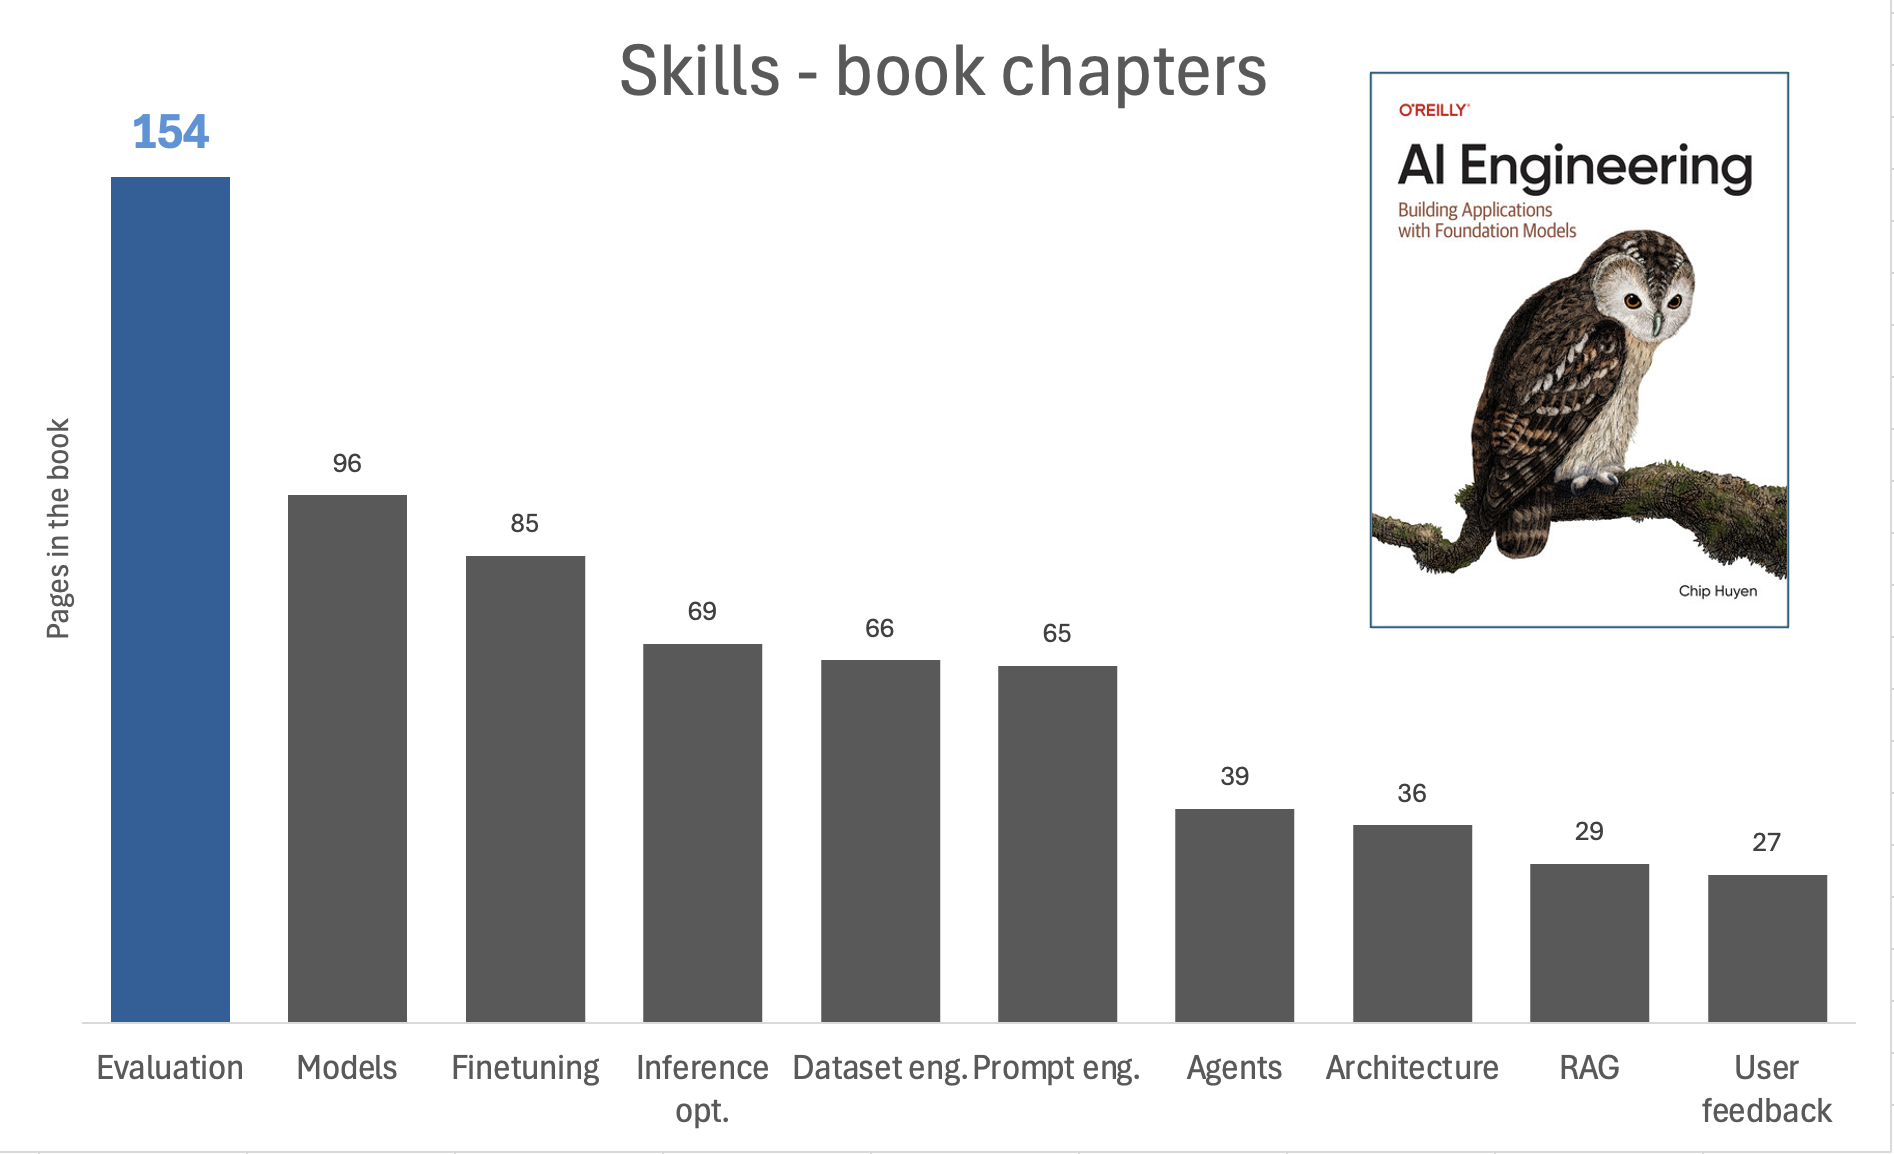 Skills - book chapters
154
96
85
69
66
65
39
36
29
27
Pages in the book
Evaluation
Models
Finetuning
Inference
opt.
Dataset eng.
Prompt eng.
Agents
Architecture
RAG
User
feedback
O'REILLY®
AI Engineering
Building Applications
with Foundation Models
Chip Huyen